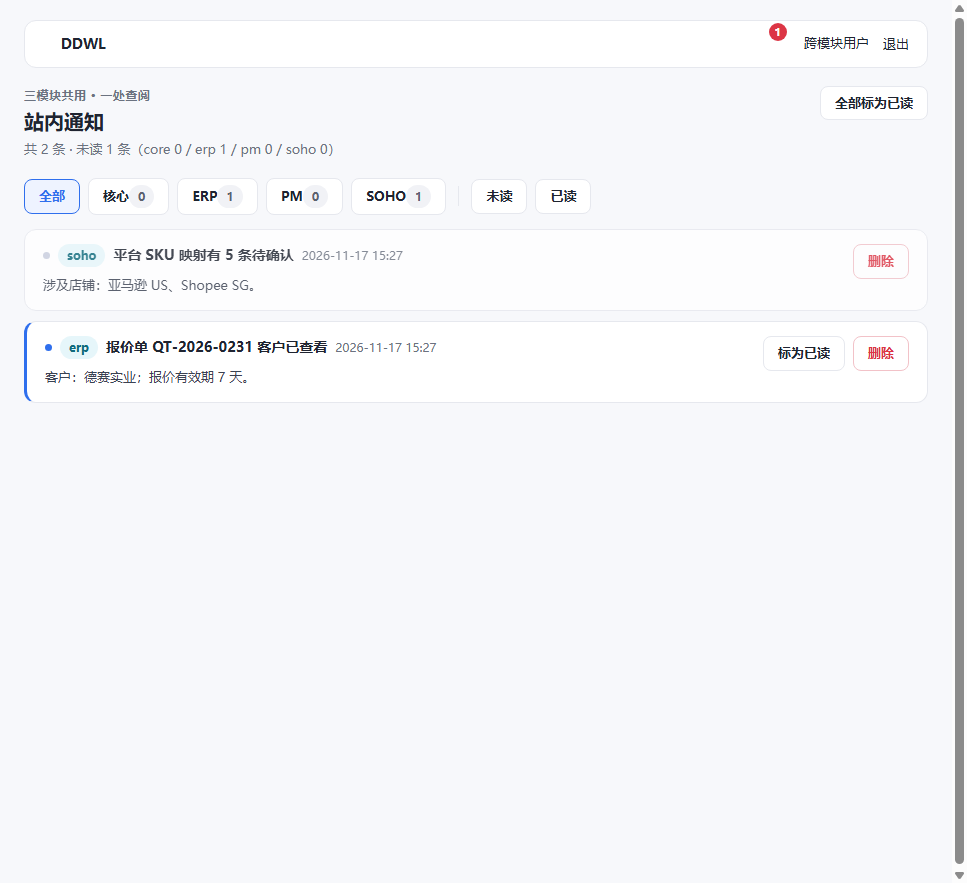 DDWL
1
跨模块用户 退出
三模块共用 • 一处查阅
站内通知
全部标为已读
共 2 条 · 未读 1 条（core 0 / erp 1 / pm 0 / soho 0）
全部 核心 0 ERP 1 PM 0 SOHO 1 未读 已读
soho 平台 SKU 映射有 5 条待确认 2026-11-17 15:27
删除
涉及店铺：亚马逊 US、Shopee SG。
erp 报价单 QT-2026-0231 客户已查看 2026-11-17 15:27
标为已读 删除
客户：德赛实业；报价有效期 7 天。